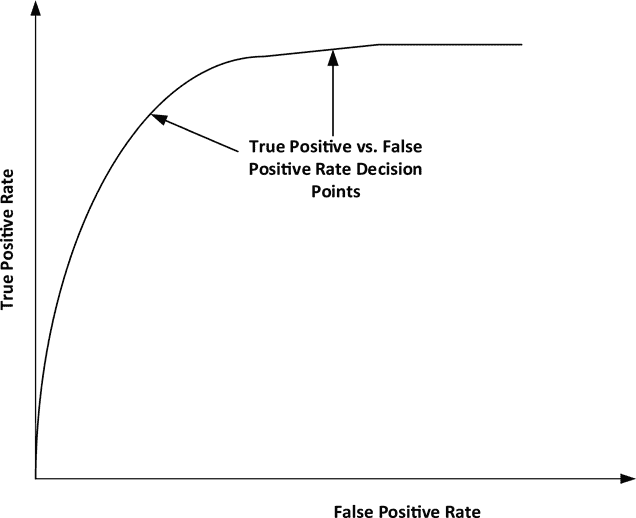 True Positive Rate
True Positive vs. False
Positive Rate Decision
Points
False Positive Rate